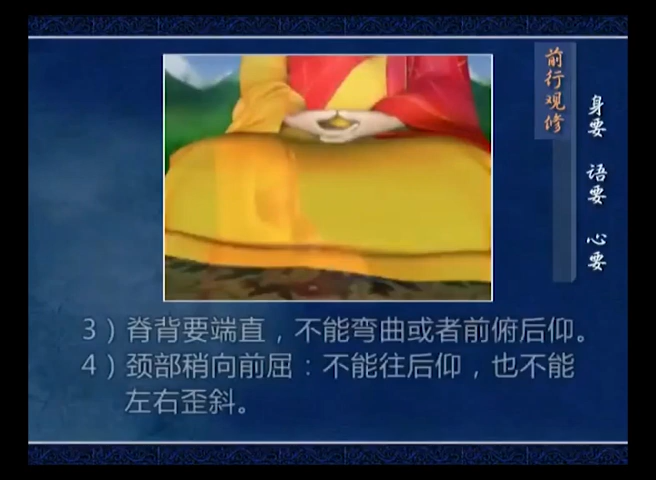 前行观修
身要 语要 心要
3）脊背要端直，不能弯曲或者前俯后仰。
4）颈部稍向前屈：不能往后仰，也不能
左右歪斜。